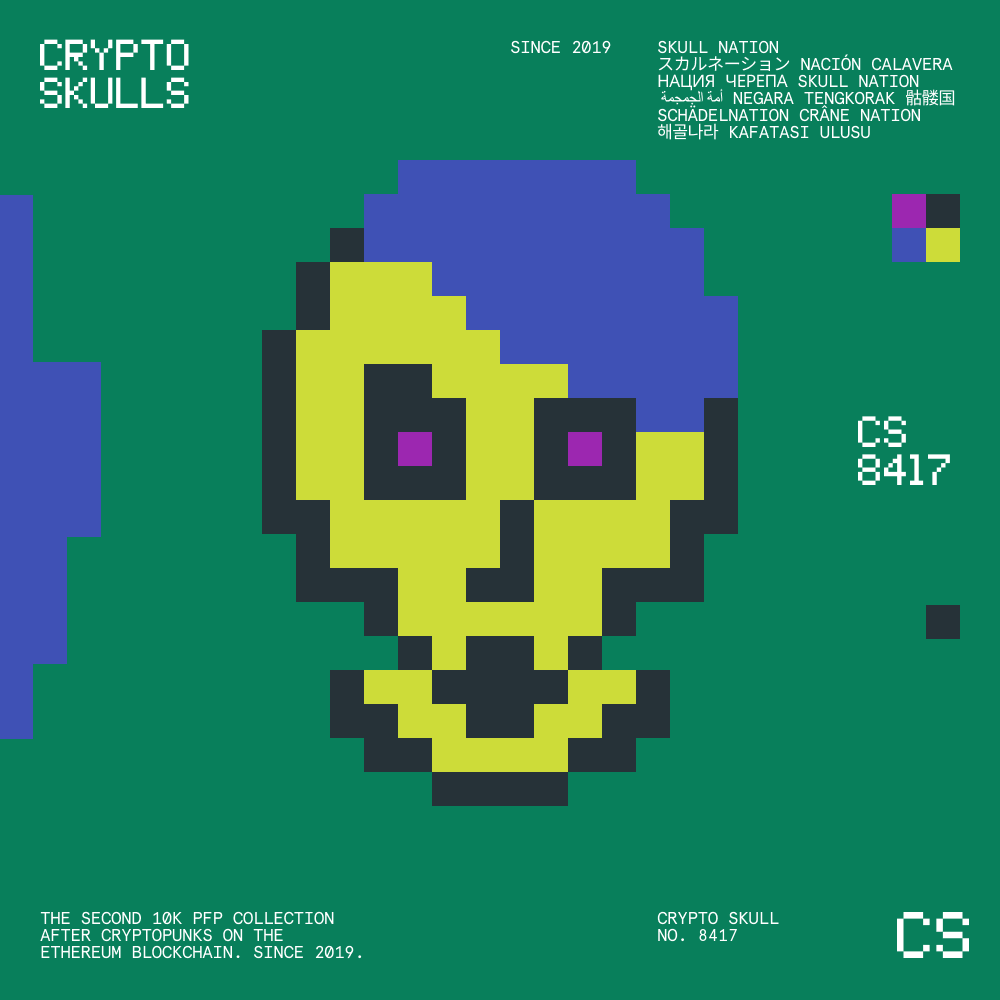 CRYPTO
SKULLS
SINCE 2019
SKULL NATION
スカルネーション NACIÓN CALAVERA
НАЦИЯ ЧЕРЕПА SKULL NATION
أمة الجمجمة NEGARA TENGKORAK 骷髅国
SCHÄDELNATION CRÂNE NATION
해골나라 KAFATASI ULUSU
CS
8417
THE SECOND 10K PFP COLLECTION
AFTER CRYPTOPUNKS ON THE
ETHEREUM BLOCKCHAIN. SINCE 2019.
CRYPTO SKULL
NO. 8417
CS